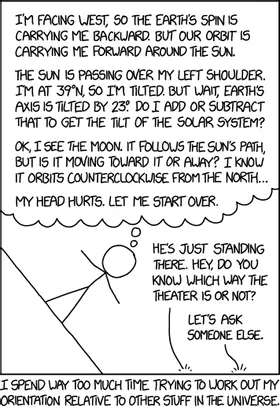 I'M FACING WEST, SO THE EARTH'S SPIN IS
CARRYING ME BACKWARD. BUT OUR ORBIT IS
CARRYING ME FORWARD AROUND THE SUN.
THE SUN IS PASSING OVER MY LEFT SHOULDER.
I'M AT 39°N, SO I'M TILTED. BUT WAIT, EARTH'S
AXIS IS TILTED BY 23°. DO I ADD OR SUBTRACT
THAT TO GET THE TILT OF THE SOLAR SYSTEM?
OK, I SEE THE MOON. IT FOLLOWS THE SUN'S PATH,
BUT IS IT MOVING TOWARD IT OR AWAY? I KNOW
IT ORBITS COUNTERCLOCKWISE FROM THE NORTH...
MY HEAD HURTS. LET ME START OVER.
HE'S JUST STANDING
THERE. HEY, DO YOU
KNOW WHICH WAY THE
THEATER IS OR NOT?
LET'S ASK
SOMEONE ELSE.
I SPEND WAY TOO MUCH TIME TRYING TO WORK OUT MY
ORIENTATION RELATIVE TO OTHER STUFF IN THE UNIVERSE.